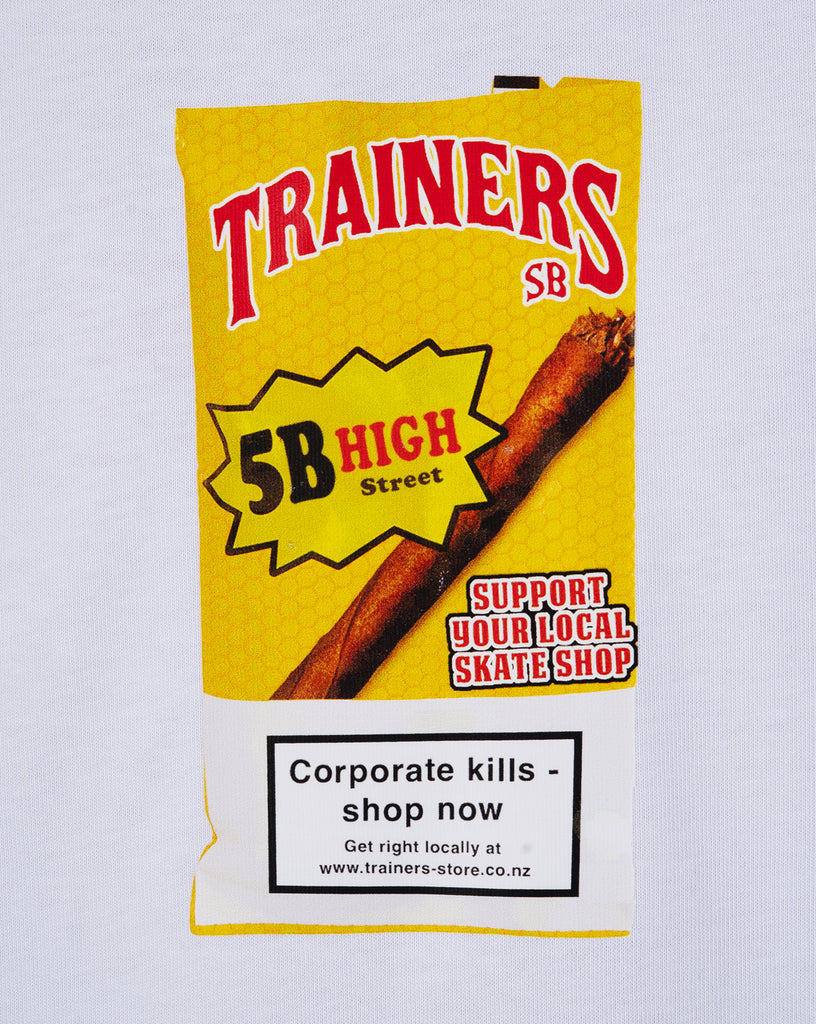 TRAINERS
SB
5B HIGH
Street
SUPPORT
YOUR LOCAL
SKATE SHOP
Corporate kills -
shop now
Get right locally at
www.trainers-store.co.nz